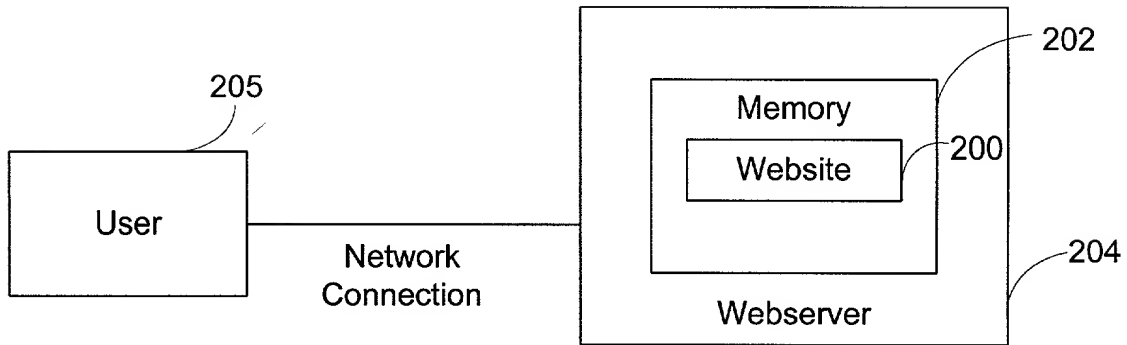 202
205
Memory
200
Website
User
Network
Connection
204
Webserver